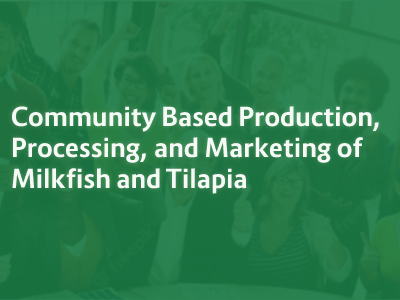 Community Based Production,
Processing, and Marketing of
Milkfish and Tilapia